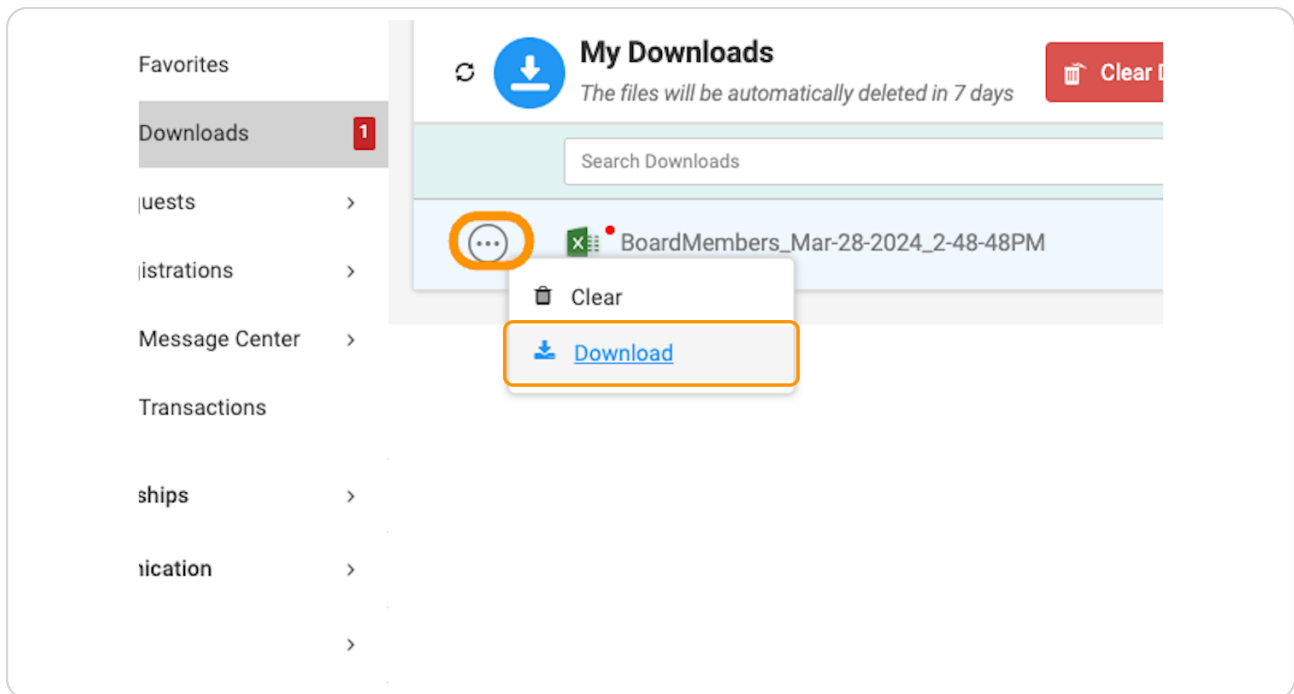 Favorites
Downloads
1
uests
istrations
Message Center
Transactions
ships
nication
My Downloads
The files will be automatically deleted in 7 days
Clear
Search Downloads
BoardMembers_Mar-28-2024_2-48-48PM
Clear
Download